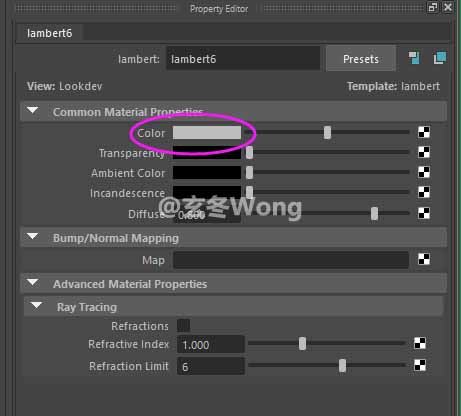 Property Editor
lambert6
lambert: lambert6 Presets
View: Lookdev Template: lambert
Common Material Properties
Color
Transparency
Ambient Color
Incandescence
@玄冬Wong
Diffuse 0.800
Bump/Normal Mapping
Map
Advanced Material Properties
Ray Tracing
Refractions
Refractive Index 1.000
Refraction Limit 6